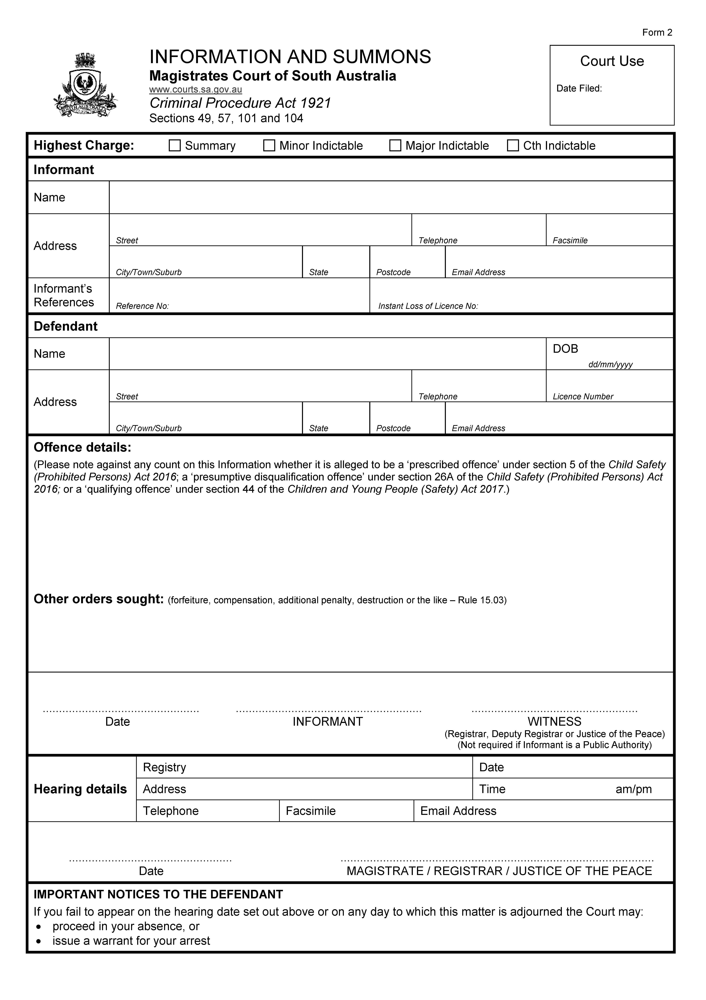 Form 2
INFORMATION AND SUMMONS
Magistrates Court of South Australia
www.courts.sa.gov.au
Criminal Procedure Act 1921
Sections 49, 57, 101 and 104
Court Use
Date Filed:
SOUTH AUSTRALIA
Highest Charge: Summary Minor Indictable Major Indictable Cth Indictable
Informant
Name
Address
Street Telephone Facsimile
City/Town/Suburb State Postcode Email Address
Informant’s
References
Reference No: Instant Loss of Licence No:
Defendant
Name
DOB
dd/mm/yyyy
Address
Street Telephone Licence Number
City/Town/Suburb State Postcode Email Address
Offence details:
(Please note against any count on this Information whether it is alleged to be a ‘prescribed offence’ under section 5 of the Child Safety
(Prohibited Persons) Act 2016; a ‘presumptive disqualification offence’ under section 26A of the Child Safety (Prohibited Persons) Act
2016; or a ‘qualifying offence’ under section 44 of the Children and Young People (Safety) Act 2017.)
Other orders sought: (forfeiture, compensation, additional penalty, destruction or the like – Rule 15.03)
Date INFORMANT WITNESS
(Registrar, Deputy Registrar or Justice of the Peace)
(Not required if Informant is a Public Authority)
Hearing details
Registry Date
Address Time am/pm
Telephone Facsimile Email Address
Date MAGISTRATE / REGISTRAR / JUSTICE OF THE PEACE
IMPORTANT NOTICES TO THE DEFENDANT
If you fail to appear on the hearing date set out above or on any day to which this matter is adjourned the Court may:
• proceed in your absence, or
• issue a warrant for your arrest